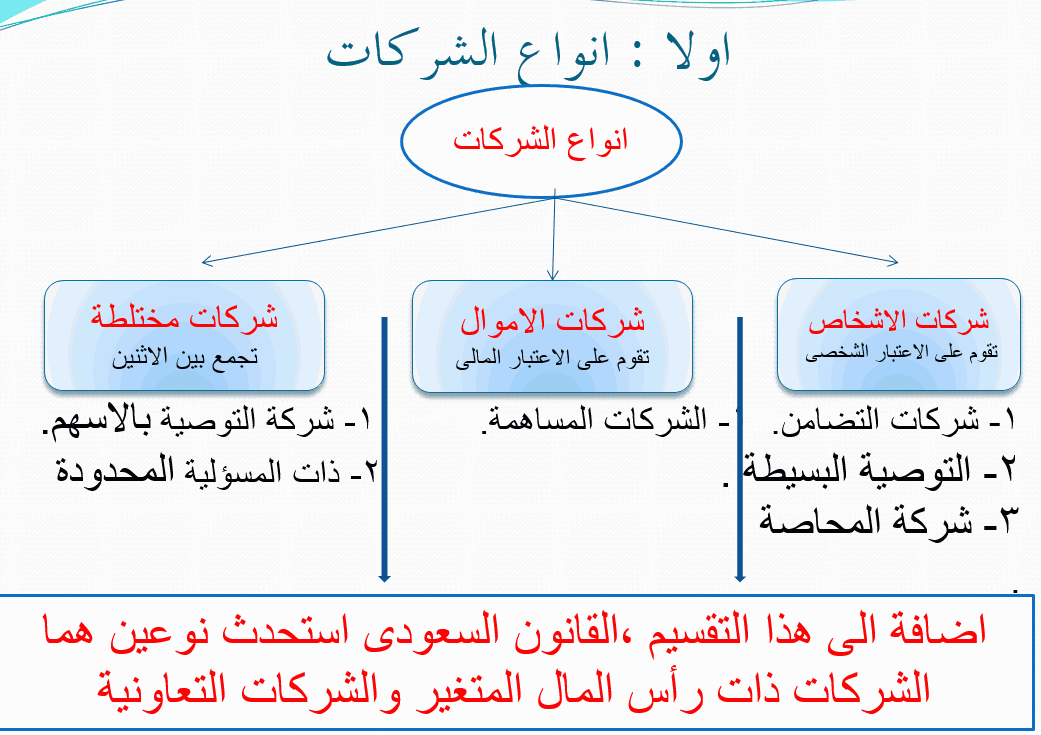 اولا : انواع الشركات
انواع الشركات
شركات الاشخاص
تقوم على الاعتبار الشخصى
١- شركات التضامن.
٢- التوصية البسيطة .
٣- شركة المحاصة
.
شركات الاموال
تقوم على الاعتبار المالى
١- الشركات المساهمة.
شركات مختلطة
تجمع بين الاثنين
١- شركة التوصية بالاسهم.
٢- ذات المسؤلية المحدودة
اضافة الى هذا التقسيم ،القانون السعودى استحدث نوعين هما
الشركات ذات رأس المال المتغير والشركات التعاونية